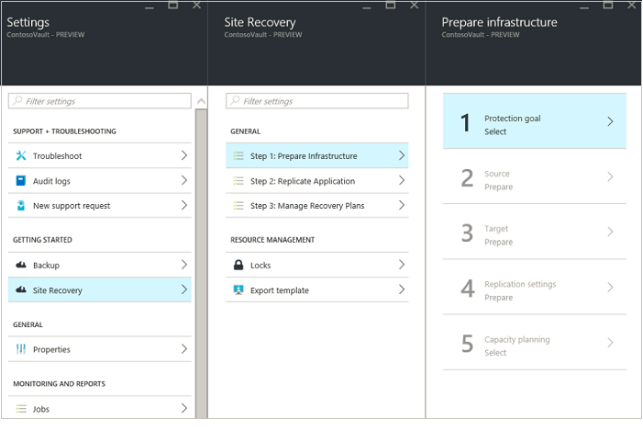 Settings
ContosoVault - PREVIEW
Filter settings
SUPPORT + TROUBLESHOOTING
Troubleshoot
Audit logs
New support request
GETTING STARTED
Backup
Site Recovery
GENERAL
Properties
MONITORING AND REPORTS
Jobs
Site Recovery
ContosoVault - PREVIEW
Filter settings
GENERAL
Step 1: Prepare Infrastructure
Step 2: Replicate Application
Step 3: Manage Recovery Plans
RESOURCE MANAGEMENT
Locks
Export template
Prepare infrastructure
ContosoVault - PREVIEW
1 Protection goal
Select
2 Source
Prepare
3 Target
Prepare
4 Replication settings
Prepare
5 Capacity planning
Select